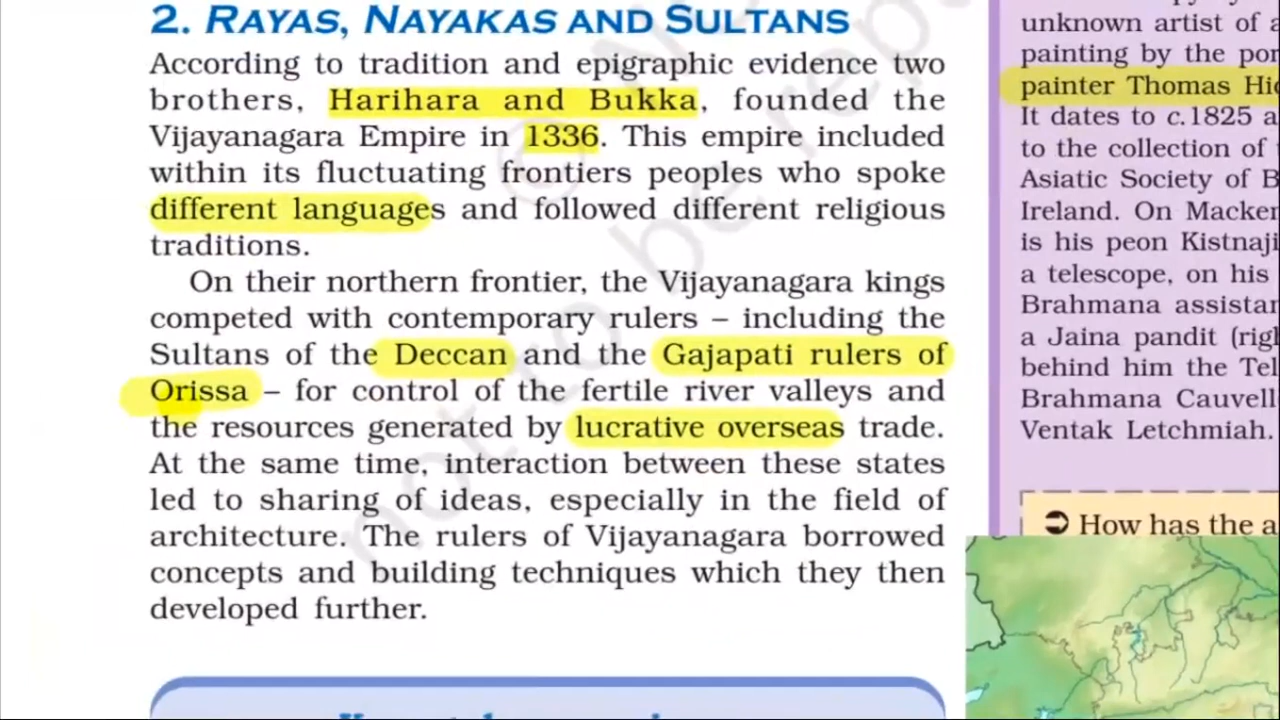 2. RAYAS, NAYAKAS AND SULTANS
According to tradition and epigraphic evidence two
brothers, Harihara and Bukka, founded the
Vijayanagara Empire in 1336. This empire included
within its fluctuating frontiers peoples who spoke
different languages and followed different religious
traditions.
On their northern frontier, the Vijayanagara kings
competed with contemporary rulers – including the
Sultans of the Deccan and the Gajapati rulers of
Orissa – for control of the fertile river valleys and
the resources generated by lucrative overseas trade.
At the same time, interaction between these states
led to sharing of ideas, especially in the field of
architecture. The rulers of Vijayanagara borrowed
concepts and building techniques which they then
developed further.
unknown artist of a
painting by the
painter Thomas
It dates to c.1825
to the collection of
Asiatic Society of
Ireland. On
is his peon Kistnaji
a telescope, on his
Brahmana
a Jaina pandit
behind him the
Brahmana
Ventak Letchmiah.
➲ How has the
not to be